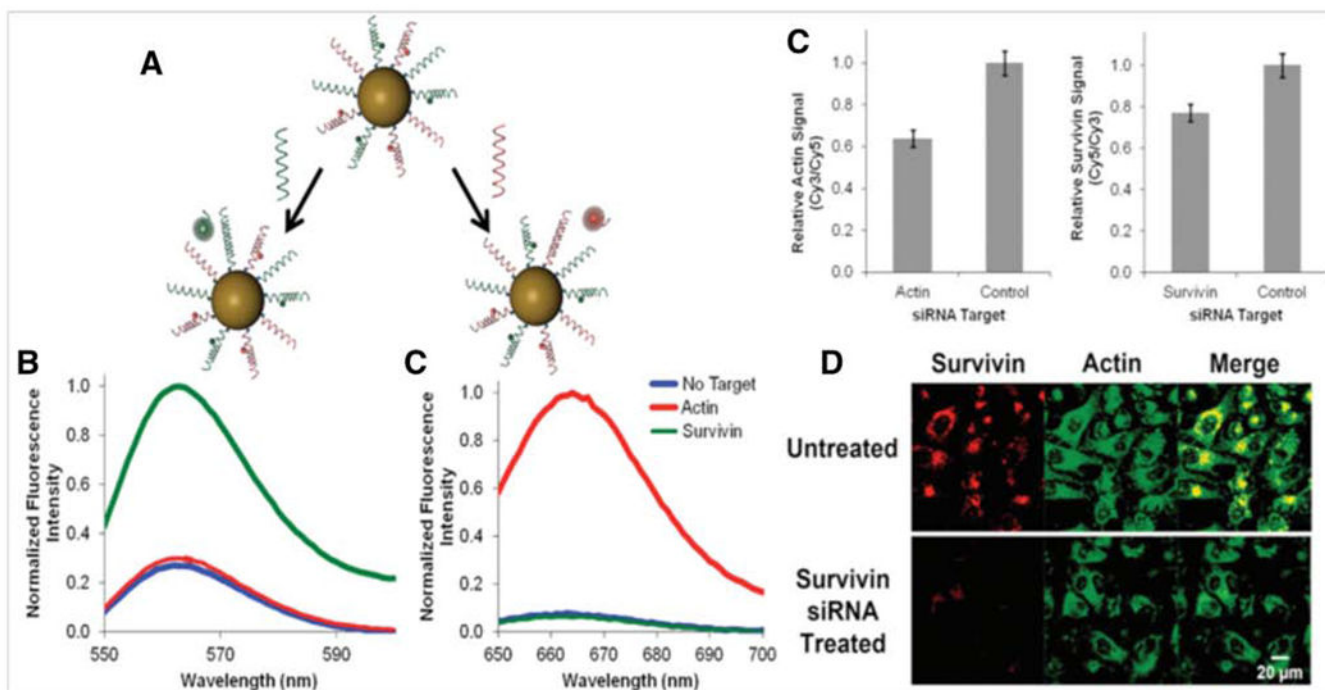 A
B
Normalized Fluorescence
Intensity
1.0
0.8
0.6
0.4
0.2
0.0
550
570
590
Wavelength (nm)
C
Normalized Fluorescence
Intensity
1.0
0.8
0.6
0.4
0.2
0.0
No Target
Actin
Survivin
650
660
670
680
690
700
Wavelength (nm)
C
Relative Actin Signal
(Cy3/Cy5)
1.0
0.8
0.6
0.4
0.2
0.0
Actin
Control
siRNA Target
Relative Survivin Signal
(Cy5/Cy3)
1.0
0.8
0.6
0.4
0.2
0.0
Survivin
Control
siRNA Target
D
Survivin
Actin
Merge
Untreated
Survivin
siRNA
Treated
20 µm